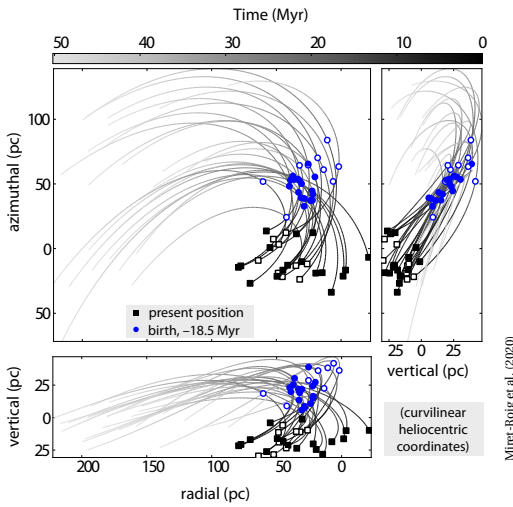 Time (Myr)
50 40 30 20 10 0
azimuthal (pc)
100
50
0
50
present position
birth, –18.5 Myr
25 0 25
vertical (pc)
vertical (pc)
25
0
25
200 150 100 50 0
radial (pc)
(curvilinear
heliocentric
coordinates)
Miret-Roig et al. (2020)